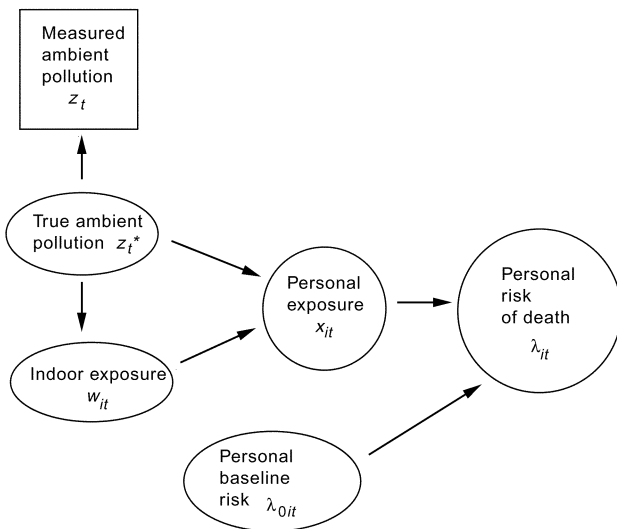 Measured
ambient
pollution
z_t
True ambient
pollution z_t*
Personal
exposure
x_it
Personal
risk
of death
λ_it
Indoor exposure
w_it
Personal
baseline
risk λ_0it